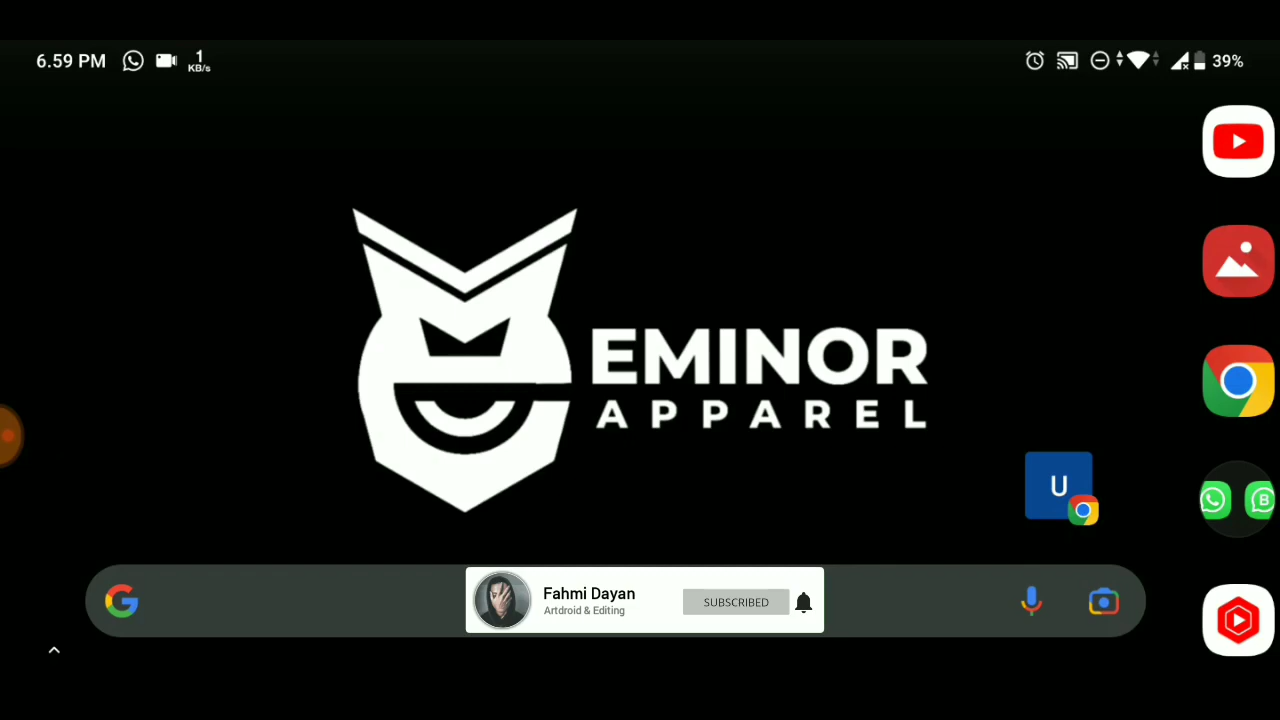 6.59 PM
1
KB/s
39%
EMINOR
APPAREL
U
B
Fahmi Dayan
Artdroid & Editing
SUBSCRIBED